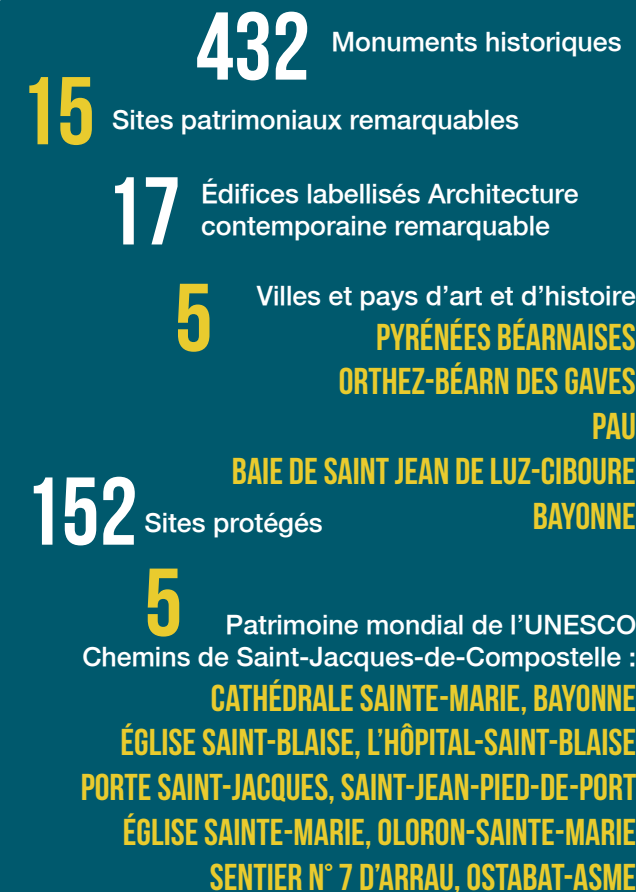 432 Monuments historiques
15 Sites patrimoniaux remarquables
17 Édifices labellisés Architecture
contemporaine remarquable
5 Villes et pays d’art et d’histoire
PYRÉNÉES BÉARNAISES
ORTHEZ-BÉARN DES GAVES
PAU
BAIE DE SAINT JEAN DE LUZ-CIBOURE
BAYONNE
152 Sites protégés
5 Patrimoine mondial de l’UNESCO
Chemins de Saint-Jacques-de-Compostelle :
CATHÉDRALE SAINTE-MARIE, BAYONNE
ÉGLISE SAINT-BLAISE, L’HÔPITAL-SAINT-BLAISE
PORTE SAINT-JACQUES, SAINT-JEAN-PIED-DE-PORT
ÉGLISE SAINTE-MARIE, OLORON-SAINTE-MARIE
SENTIER N° 7 D’ARRAU, OSTABAT-ASME